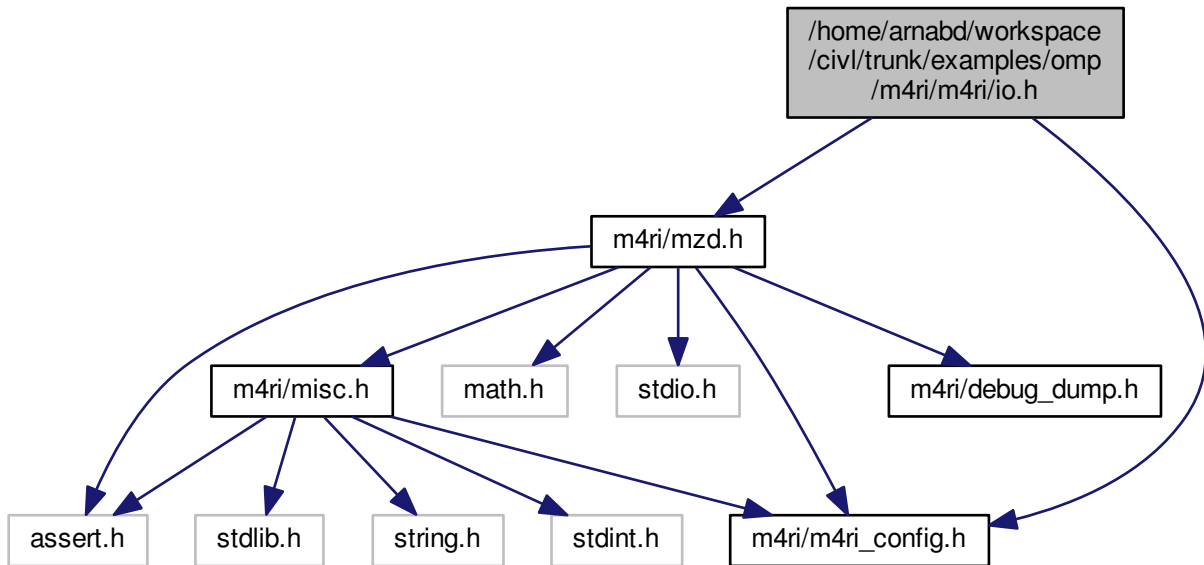 /home/arnabd/workspace
/civl/trunk/examples/omp
/m4ri/m4ri/io.h
m4ri/mzd.h
m4ri/misc.h
math.h
stdio.h
m4ri/debug_dump.h
assert.h
stdlib.h
string.h
stdint.h
m4ri/m4ri_config.h